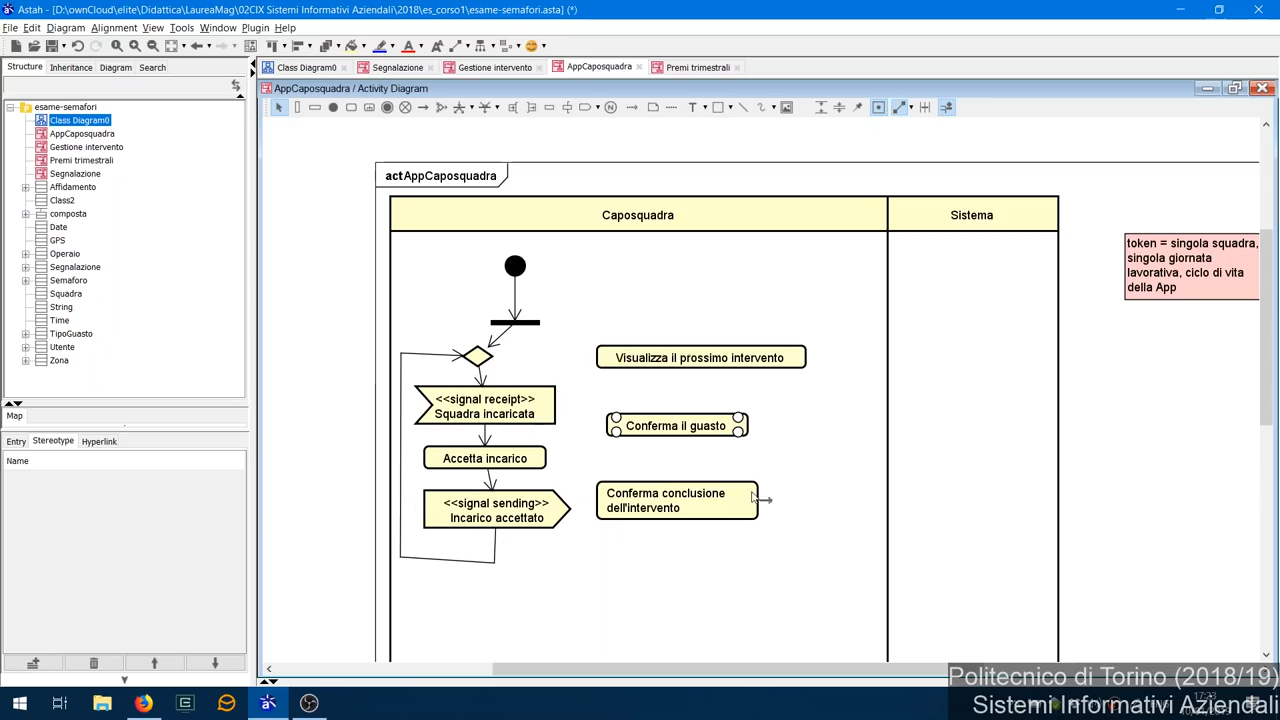 Astah - [D:\ownCloud\elite\Didattica\LaureaMag\02CIX Sistemi Informativi Aziendali\2018\es_corso1\esame-semafori.asta] (*)
File Edit Diagram Alignment View Tools Window Plugin Help
Structure Inheritance Diagram Search
Class Diagram0 Segnalazione Gestione intervento AppCaposquadra Premi trimestrali
AppCaposquadra / Activity Diagram
esame-semafori
Class Diagram0
AppCaposquadra
Gestione intervento
Premi trimestrali
Segnalazione
Affidamento
Class2
composta
Date
GPS
Operaio
Segnalazione
Semaforo
Squadra
String
Time
TipoGuasto
Utente
Zona
Map
Entry Stereotype Hyperlink
Name
act AppCaposquadra
Caposquadra
Sistema
token = singola squadra,
singola giornata
lavorativa, ciclo di vita
della App
Visualizza il prossimo intervento
<<signal receipt>>
Squadra incaricata
Conferma il guasto
Accetta incarico
Conferma conclusione
dell'intervento
<<signal sending>>
Incarico accettato
Politecnico di Torino (2018/19)
Sistemi Informativi Aziendali
17:23